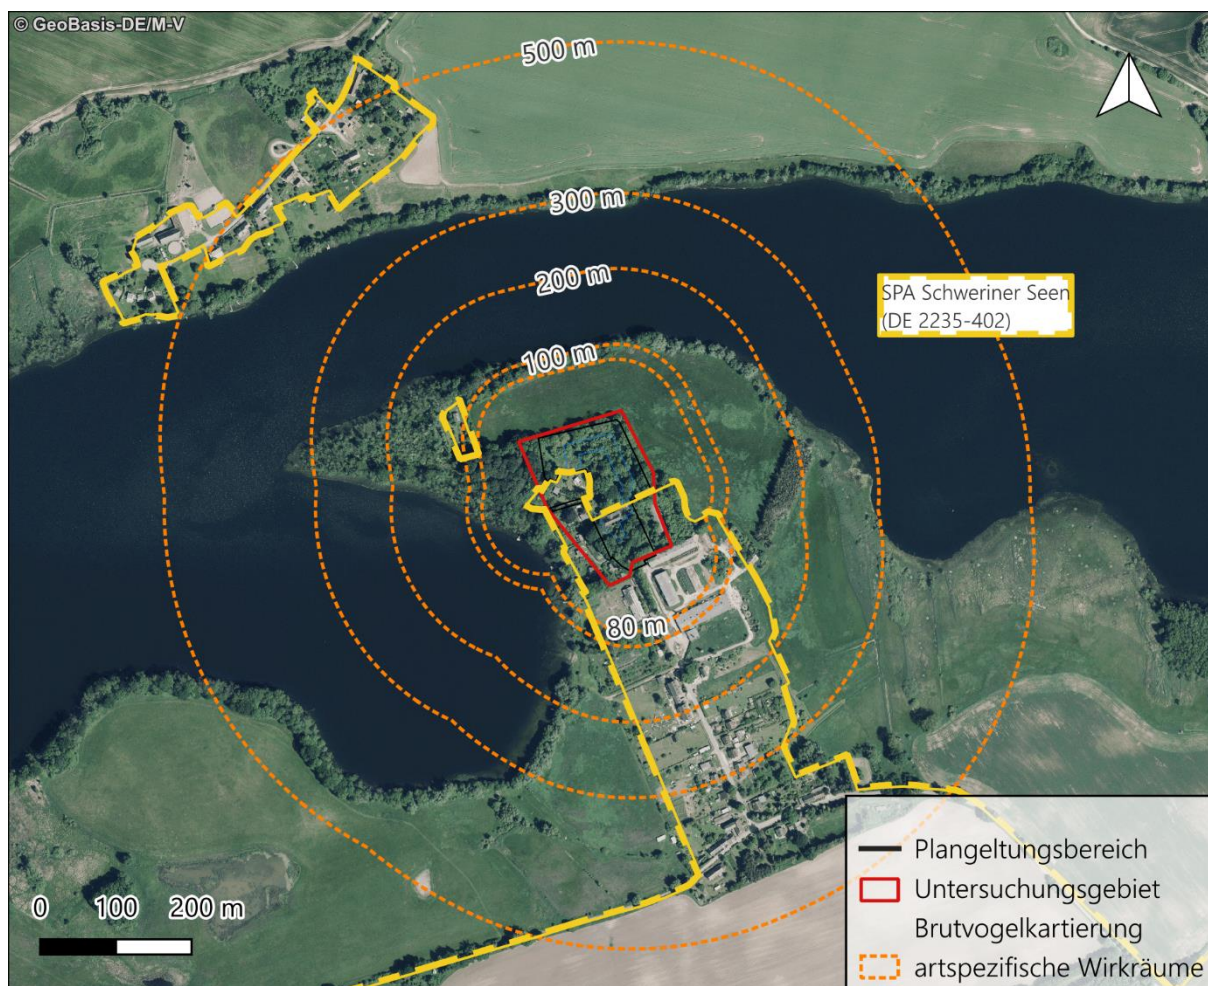 © GeoBasis-DE/M-V
500 m
300 m
200 m
SPA Schweriner Seen
(DE 2235-402)
100 m
80 m
0 100 200 m
Plangeltungsbereich
Untersuchungsgebiet
Brutvogelkartierung
artspezifische Wirkräume